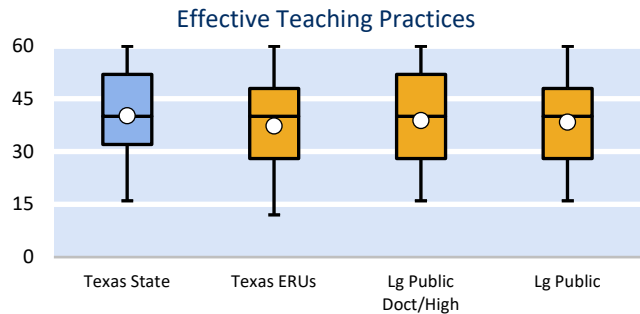 Effective Teaching Practices
60
45
30
15
0
Texas State
Texas ERUs
Lg Public
Doct/High
Lg Public